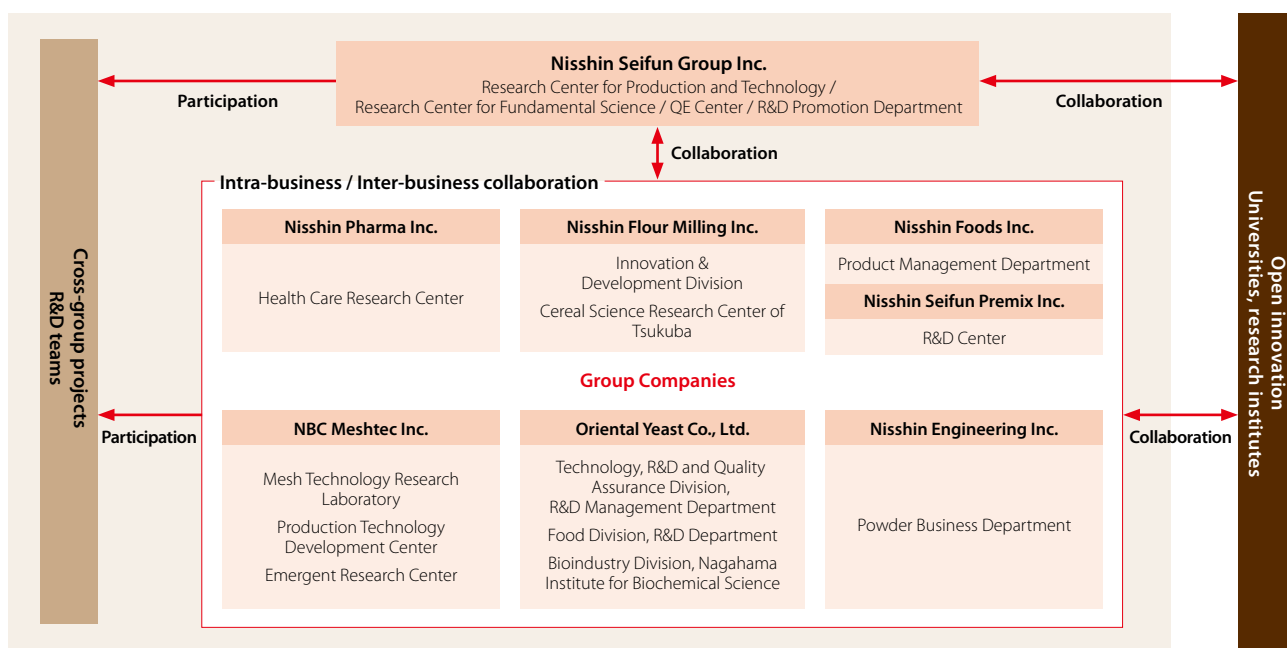 Nisshin Seifun Group Inc.
Research Center for Production and Technology /
Research Center for Fundamental Science / QE Center / R&D Promotion Department
Participation
Collaboration
Collaboration
Cross-group projects
R&D teams
Open innovation
Universities, research institutes
Intra-business / Inter-business collaboration
Nisshin Pharma Inc.
Health Care Research Center
Nisshin Flour Milling Inc.
Innovation &
Development Division
Cereal Science Research Center of
Tsukuba
Nisshin Foods Inc.
Product Management Department
Nisshin Seifun Premix Inc.
R&D Center
Group Companies
Participation
Collaboration
NBC Meshtec Inc.
Mesh Technology Research
Laboratory
Production Technology
Development Center
Emergent Research Center
Oriental Yeast Co., Ltd.
Technology, R&D and Quality
Assurance Division,
R&D Management Department
Food Division, R&D Department
Bioindustry Division, Nagahama
Institute for Biochemical Science
Nisshin Engineering Inc.
Powder Business Department